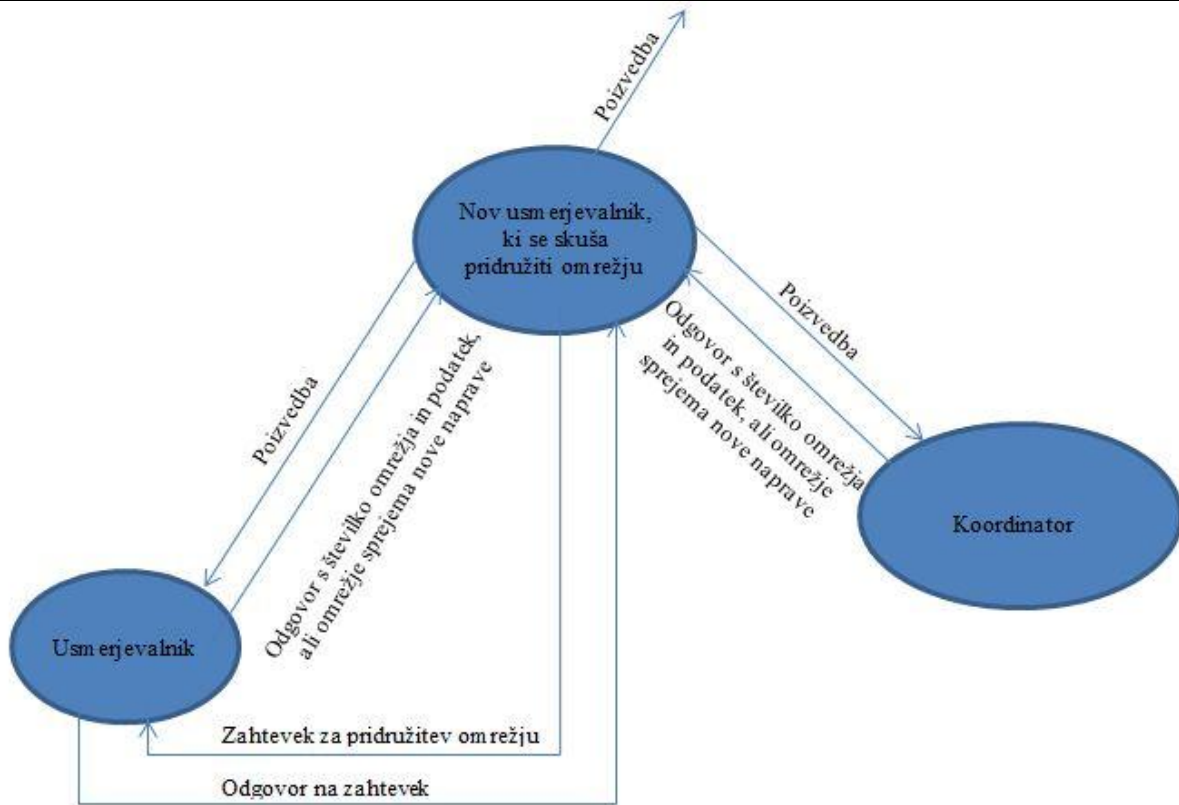 Poizvedba
Nov usmerjevalnik,
ki se skuša
pridružiti omrežju
Poizvedba
Odgovor s številko omrežja in podatek,
ali omrežje sprejema nove naprave
Poizvedba
Odgovor s številko omrežja
in podatek, ali omrežje
sprejema nove naprave
Koordinator
Usmerjevalnik
Zahtevek za pridružitev omrežju
Odgovor na zahtevek